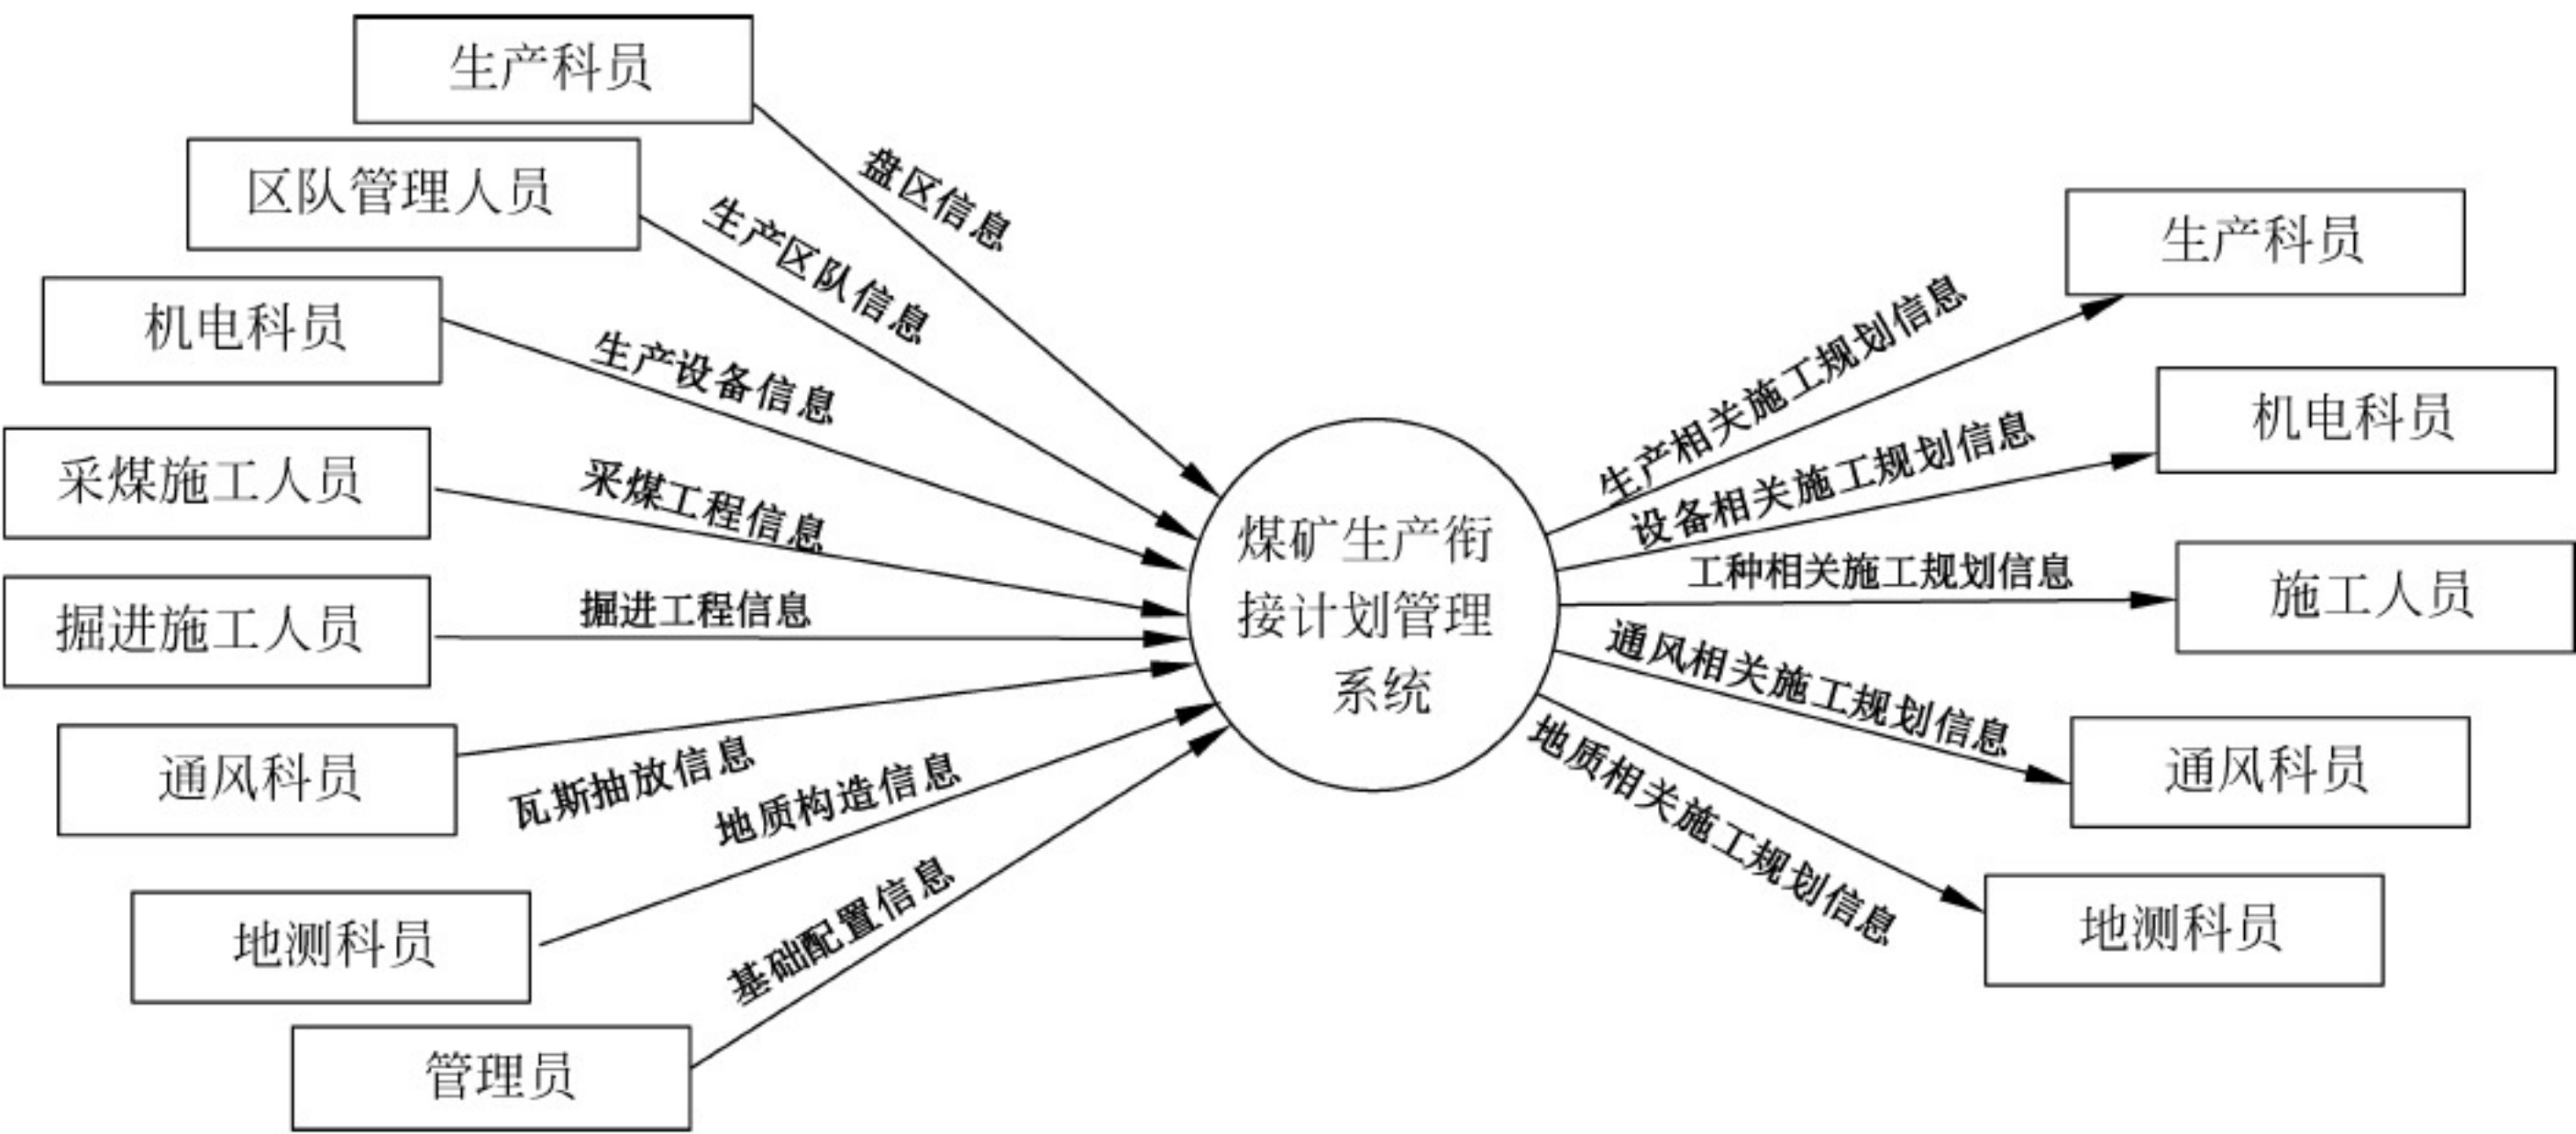 生产科员
区队管理人员
机电科员
采煤施工人员
掘进施工人员
通风科员
地测科员
管理员
盘区信息
生产区队信息
生产设备信息
采煤工程信息
掘进工程信息
瓦斯抽放信息
地质构造信息
基础配置信息
煤矿生产衔
接计划管理
系统
生产相关施工规划信息
设备相关施工规划信息
工种相关施工规划信息
通风相关施工规划信息
地质相关施工规划信息
生产科员
机电科员
施工人员
通风科员
地测科员